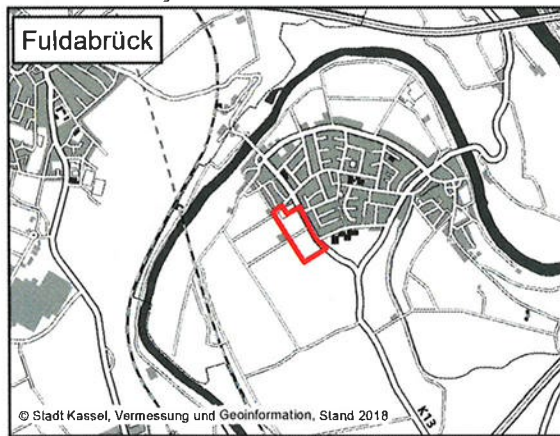 Fuldabrück
K13
© Stadt Kassel, Vermessung und Geoinformation, Stand 2018